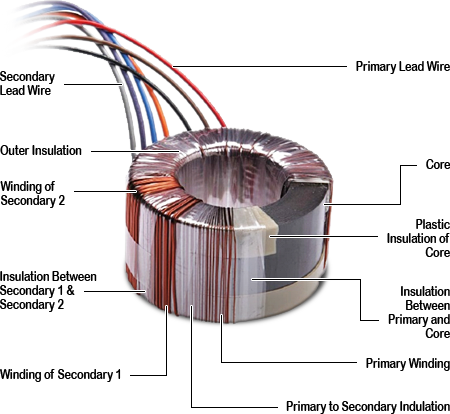 Primary Lead Wire
Secondary
Lead Wire
Outer Insulation
Core
Winding of
Secondary 2
Plastic
Insulation of
Core
Insulation Between
Secondary 1 &
Secondary 2
Insulation
Between
Primary and
Core
Primary Winding
Winding of Secondary 1
Primary to Secondary Indulation